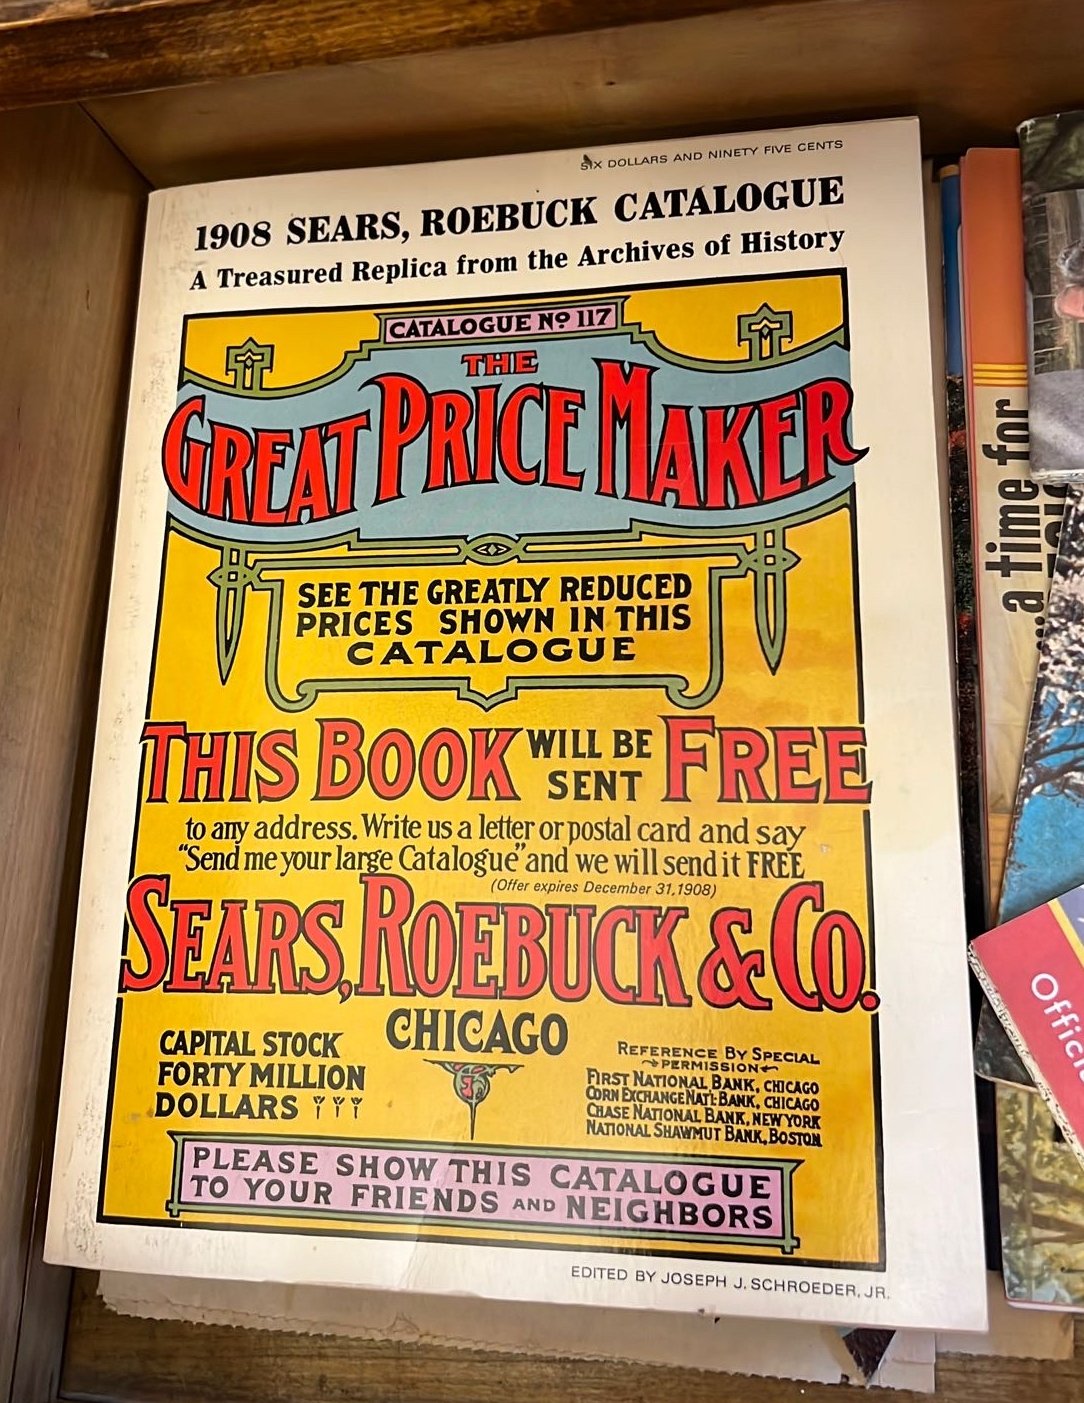 SIX DOLLARS AND NINETY FIVE CENTS
1908 SEARS, ROEBUCK CATALOGUE
A Treasured Replica from the Archives of History
CATALOGUE Nº 117
THE
GREAT PRICE MAKER
SEE THE GREATLY REDUCED
PRICES SHOWN IN THIS
CATALOGUE
THIS BOOK WILL BE SENT FREE
to any address. Write us a letter or postal card and say
“Send me your large Catalogue” and we will send it FREE
(Offer expires December 31, 1908)
SEARS, ROEBUCK & CO.
CHICAGO
CAPITAL STOCK
FORTY MILLION
DOLLARS
REFERENCE BY SPECIAL
PERMISSION
FIRST NATIONAL BANK, CHICAGO
CORN EXCHANGE NAT'L BANK, CHICAGO
CHASE NATIONAL BANK, NEW YORK
NATIONAL SHAWMUT BANK, BOSTON
PLEASE SHOW THIS CATALOGUE
TO YOUR FRIENDS AND NEIGHBORS
EDITED BY JOSEPH J. SCHROEDER, JR.
a time for